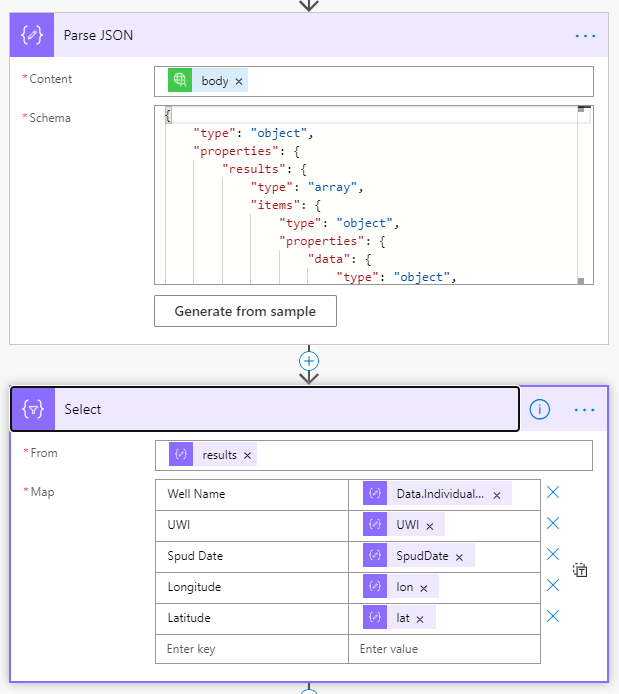 Parse JSON
* Content
body ×
* Schema
{
"type": "object",
"properties": {
"results": {
"type": "array",
"items": {
"type": "object",
"properties": {
"data": {
"type": "object",
Generate from sample
Select
* From
results ×
* Map
Well Name
Data.Individual... ×
UWI
UWI ×
Spud Date
SpudDate ×
Longitude
lon ×
Latitude
lat ×
Enter key
Enter value